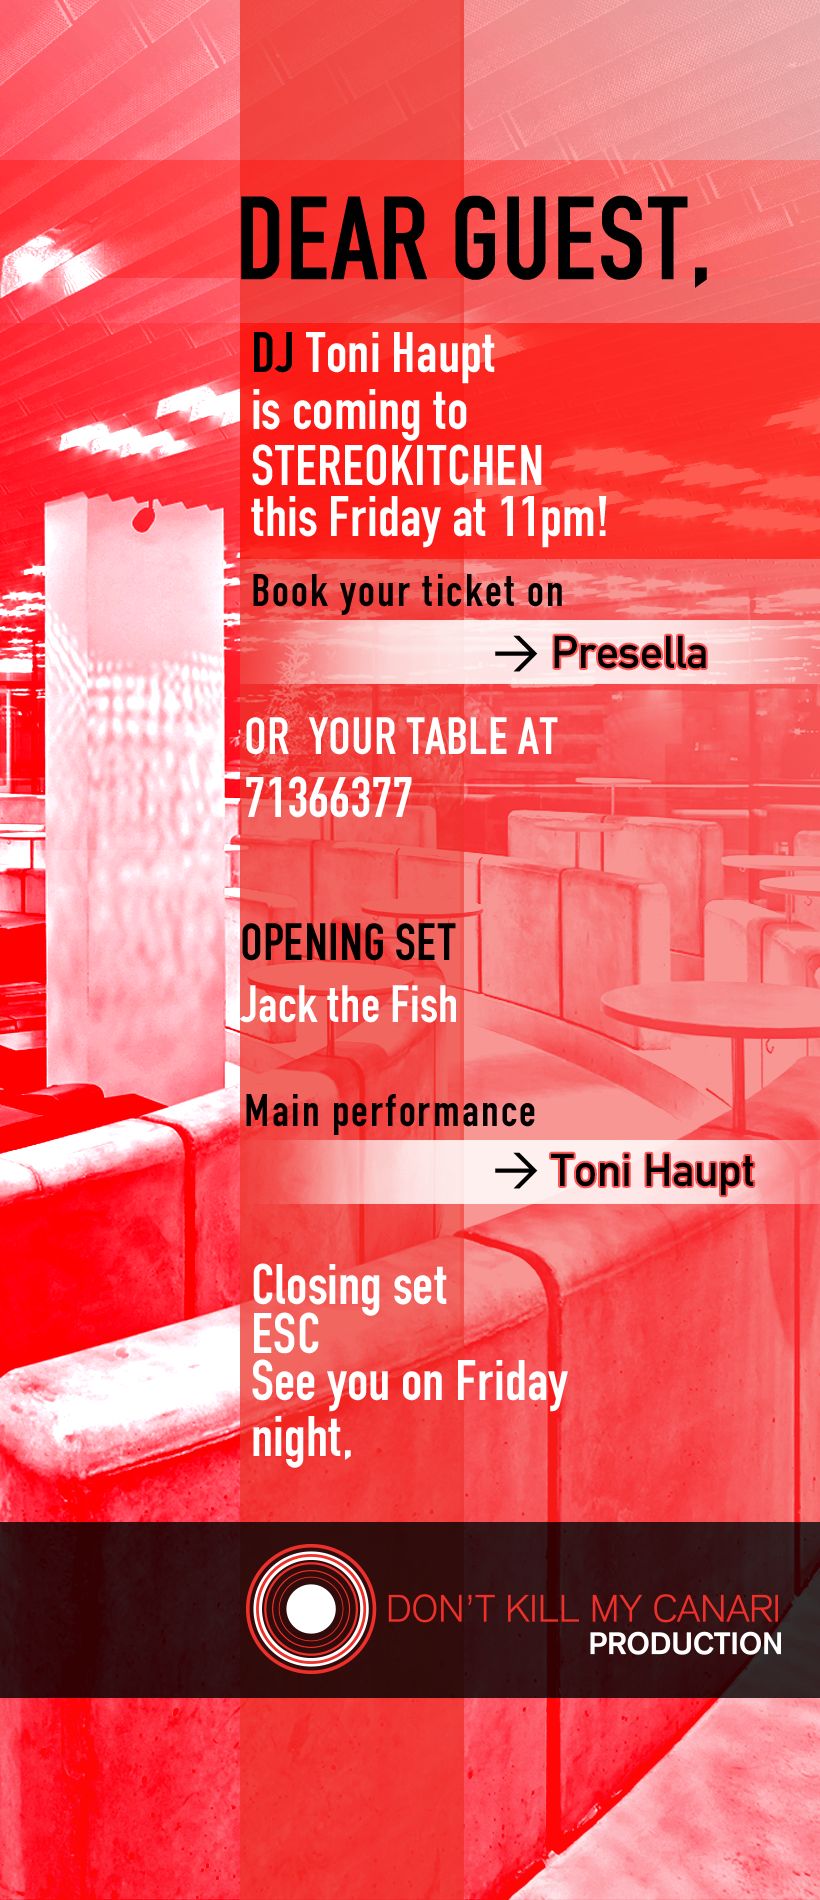 DEAR GUEST,
DJ Toni Haupt
is coming to
STEREOKITCHEN
this Friday at 11pm!
Book your ticket on
→ Presella
OR YOUR TABLE AT
71366377
OPENING SET
Jack the Fish
Main performance
→ Toni Haupt
Closing set
ESC
See you on Friday
night,
DON'T KILL MY CANARI
PRODUCTION